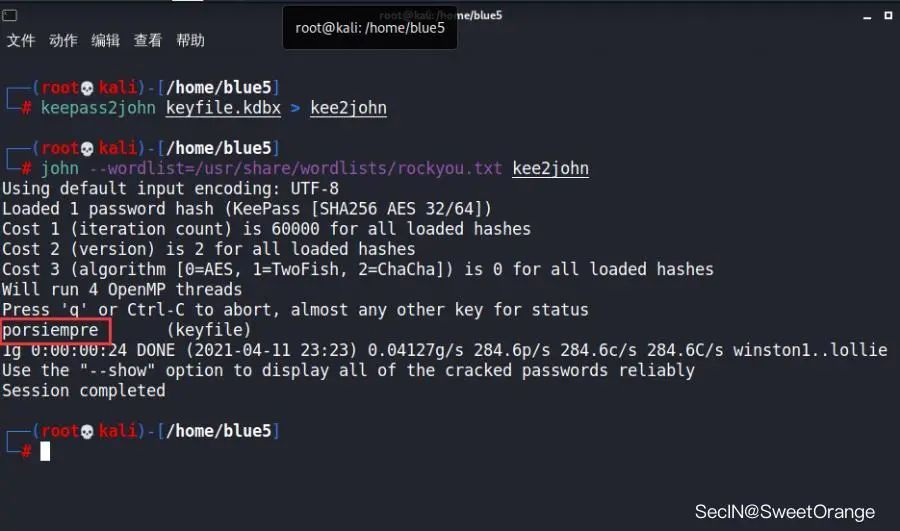 root@kali: /home/blue5
root@kali: /home/blue5
文件 动作 编辑 查看 帮助
┌──(root💀kali)-[/home/blue5]
└─# keepass2john keyfile.kdbx > kee2john
┌──(root💀kali)-[/home/blue5]
└─# john --wordlist=/usr/share/wordlists/rockyou.txt kee2john
Using default input encoding: UTF-8
Loaded 1 password hash (KeePass [SHA256 AES 32/64])
Cost 1 (iteration count) is 60000 for all loaded hashes
Cost 2 (version) is 2 for all loaded hashes
Cost 3 (algorithm [0=AES, 1=TwoFish, 2=ChaCha]) is 0 for all loaded hashes
Will run 4 OpenMP threads
Press 'q' or Ctrl-C to abort, almost any other key for status
porsiempre (keyfile)
1g 0:00:00:24 DONE (2021-04-11 23:23) 0.04127g/s 284.6p/s 284.6c/s 284.6C/s winston1..lollie
Use the "--show" option to display all of the cracked passwords reliably
Session completed
┌──(root💀kali)-[/home/blue5]
└─#
SecIN@SweetOrange